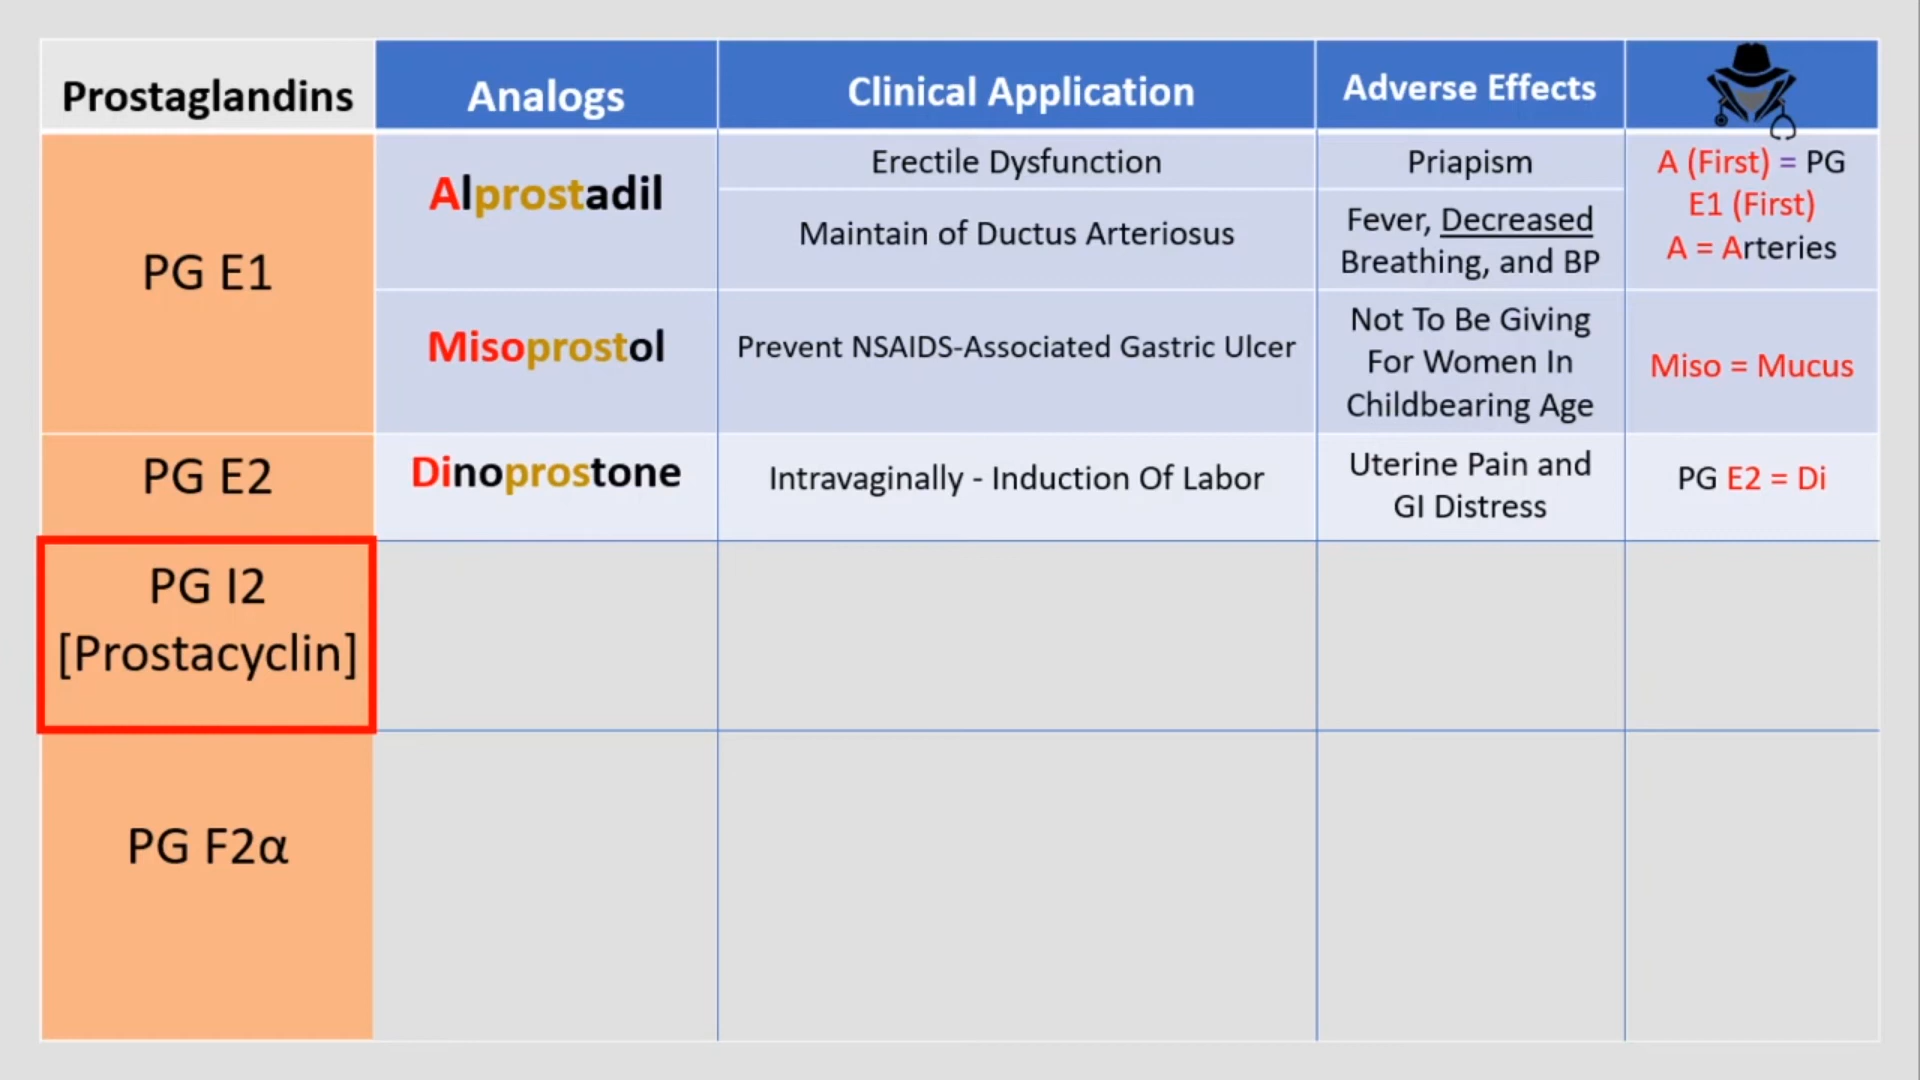 Prostaglandins
Analogs
Clinical Application
Adverse Effects
PG E1
Alprostadil
Erectile Dysfunction
Priapism
A (First) = PG
E1 (First)
A = Arteries
Maintain of Ductus Arteriosus
Fever, Decreased
Breathing, and BP
Misoprostol
Prevent NSAIDS-Associated Gastric Ulcer
Not To Be Giving
For Women In
Childbearing Age
Miso = Mucus
PG E2
Dinoprostone
Intravaginally - Induction Of Labor
Uterine Pain and
GI Distress
PG E2 = Di
PG I2
[Prostacyclin]
PG F2α